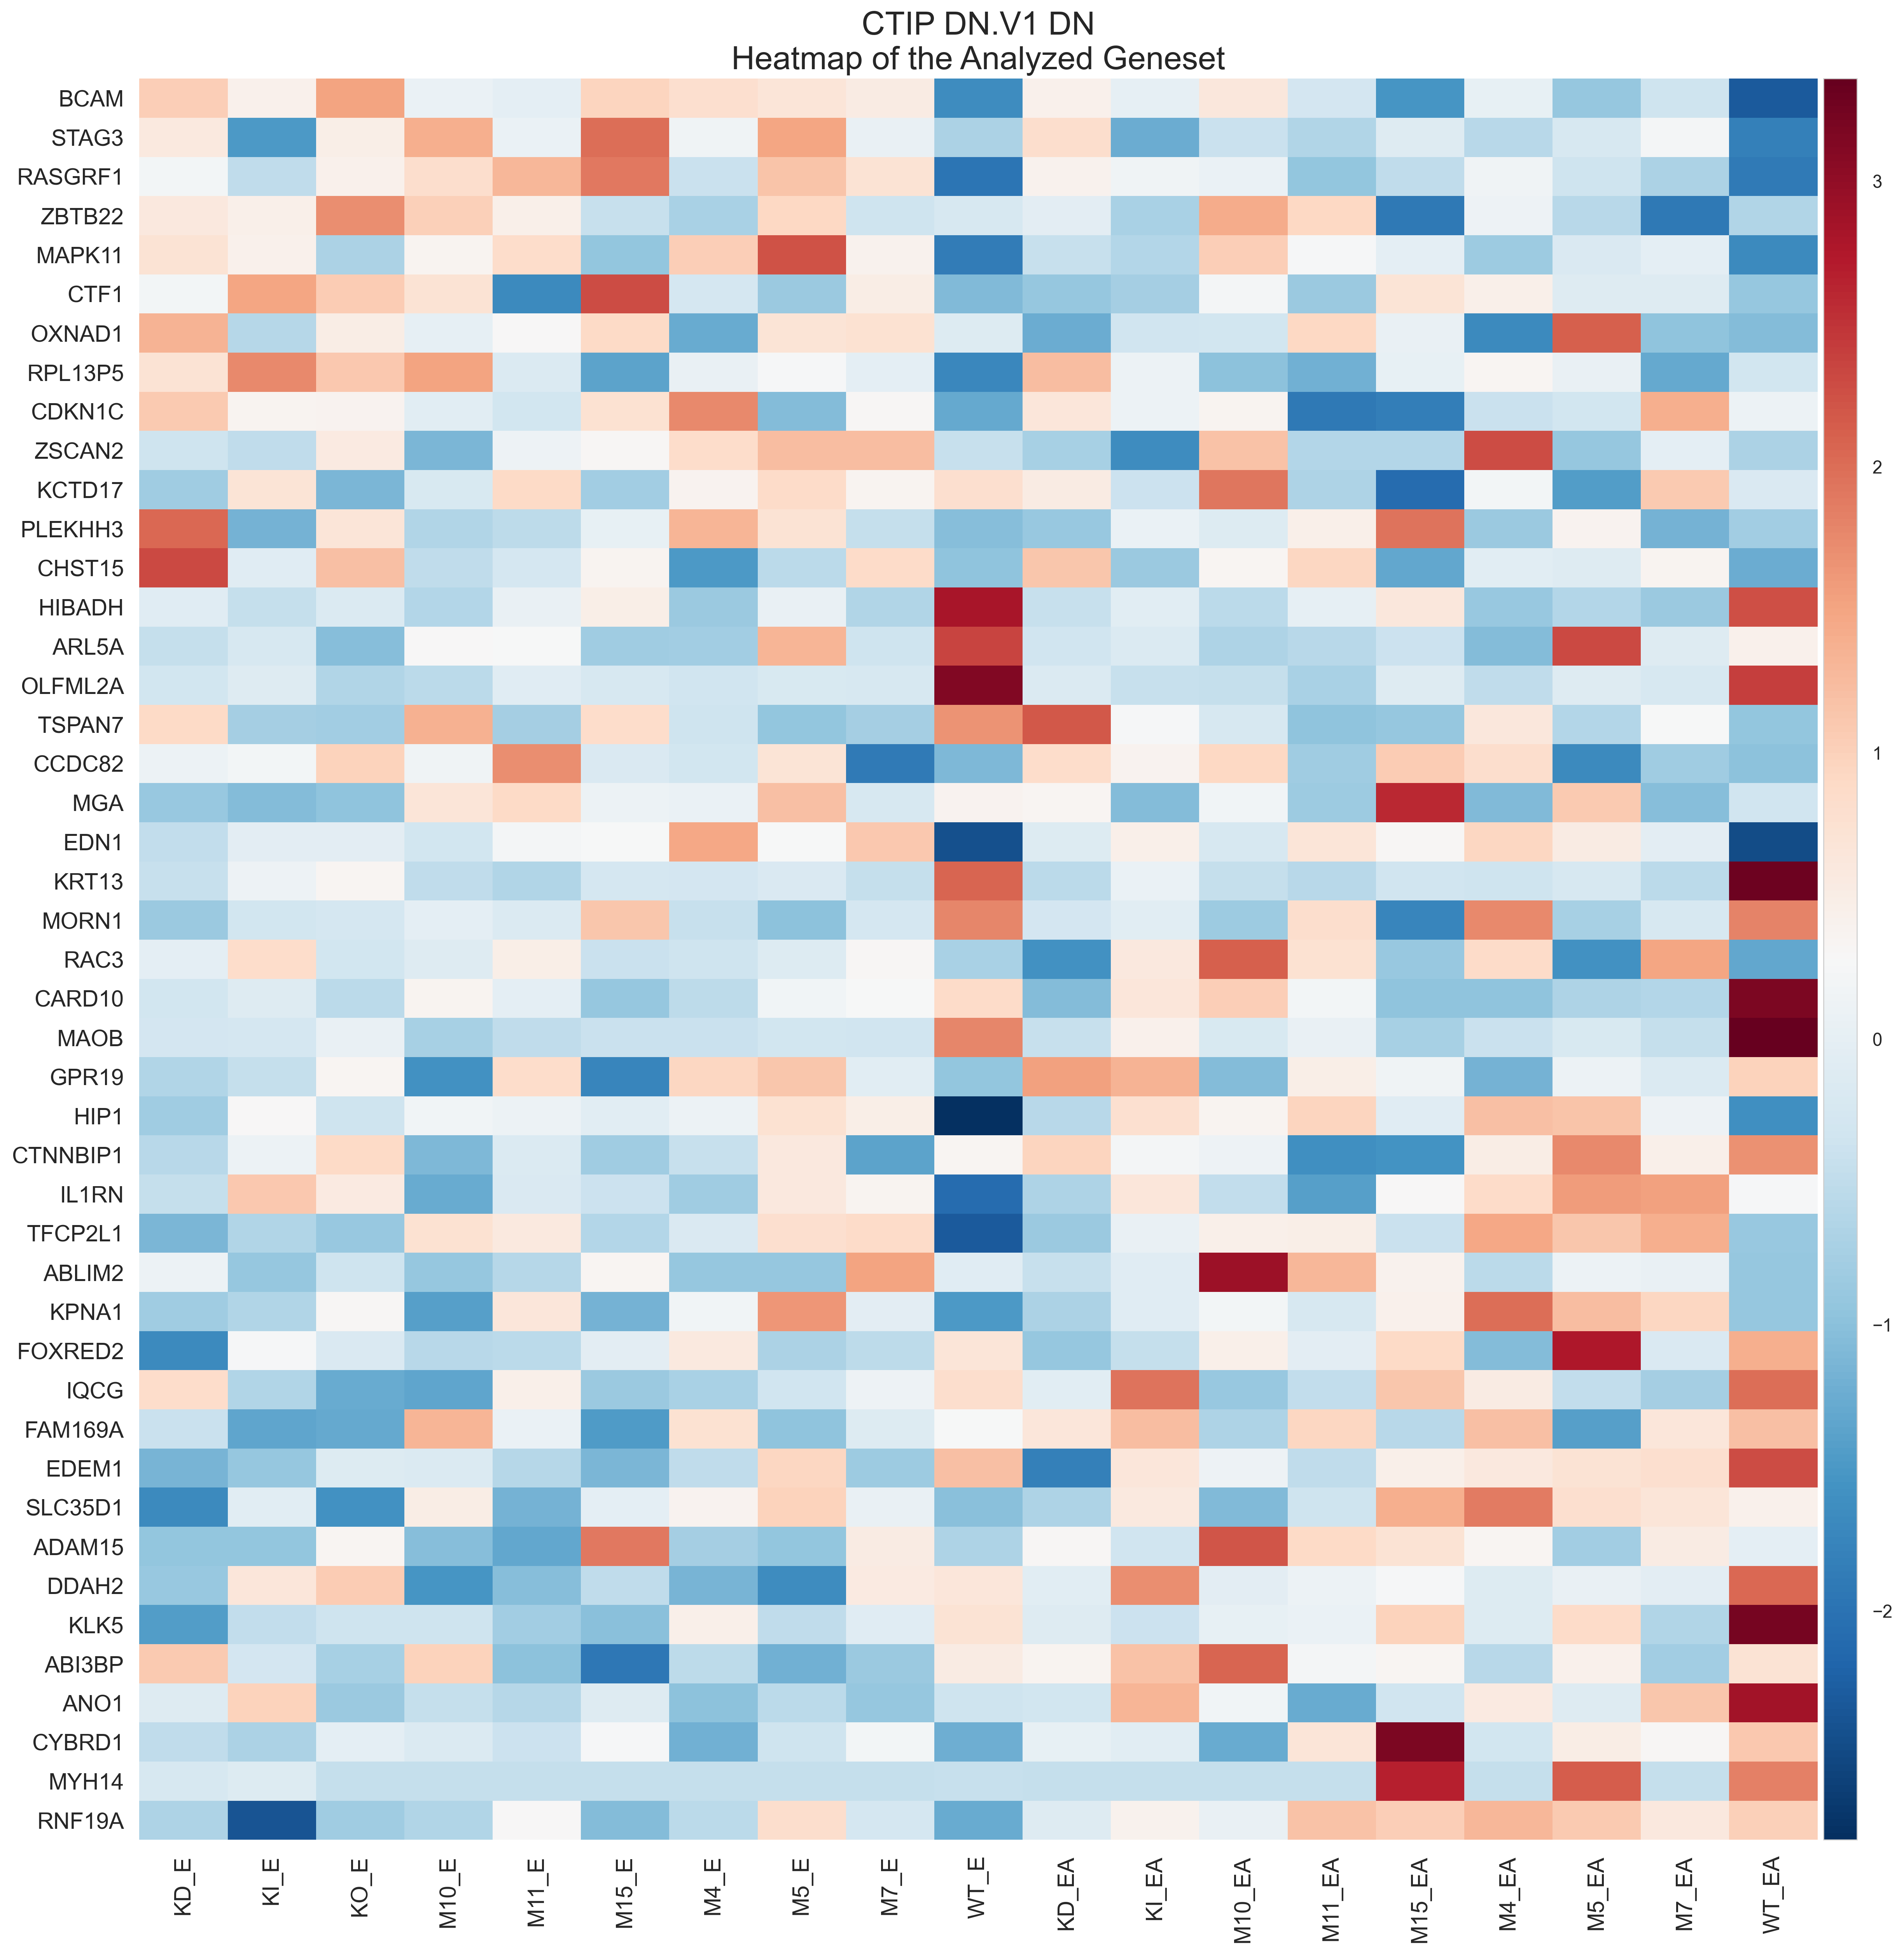 CTIP DN.V1 DN
Heatmap of the Analyzed Geneset
BCAM
STAG3
RASGRF1
ZBTB22
MAPK11
CTF1
OXNAD1
RPL13P5
CDKN1C
ZSCAN2
KCTD17
PLEKHH3
CHST15
HIBADH
ARL5A
OLFML2A
TSPAN7
CCDC82
MGA
EDN1
KRT13
MORN1
RAC3
CARD10
MAOB
GPR19
HIP1
CTNNBIP1
IL1RN
TFCP2L1
ABLIM2
KPNA1
FOXRED2
IQCG
FAM169A
EDEM1
SLC35D1
ADAM15
DDAH2
KLK5
ABI3BP
ANO1
CYBRD1
MYH14
RNF19A
KD_E
KI_E
KO_E
M10_E
M11_E
M15_E
M4_E
M5_E
M7_E
WT_E
KD_EA
KI_EA
M10_EA
M11_EA
M15_EA
M4_EA
M5_EA
M7_EA
WT_EA
3
2
1
0
−1
−2